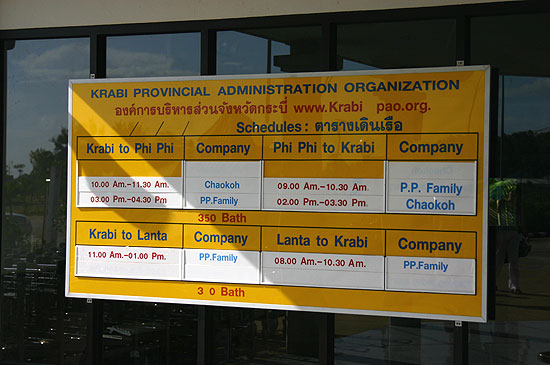 KRABI PROVINCIAL ADMINISTRATION ORGANIZATION
องค์การบริหารส่วนจังหวัดกระบี่ www.Krabi pao.org.
Schedules : ตารางเดินเรือ
Krabi to Phi Phi Company Phi Phi to Krabi Company
10.00 Am.-11.30 Am. Chaokoh 09.00 Am.-10.30 Am. P.P. Family
03.00 Pm-04.30 Pm PP.Family 02.00 Pm.-03.30 Pm. Chaokoh
350 Bath
Krabi to Lanta Company Lanta to Krabi Company
11.00 Am.-01.00 Pm. PP.Family 08.00 Am.-10.30 Am. PP.Family
3 0 Bath